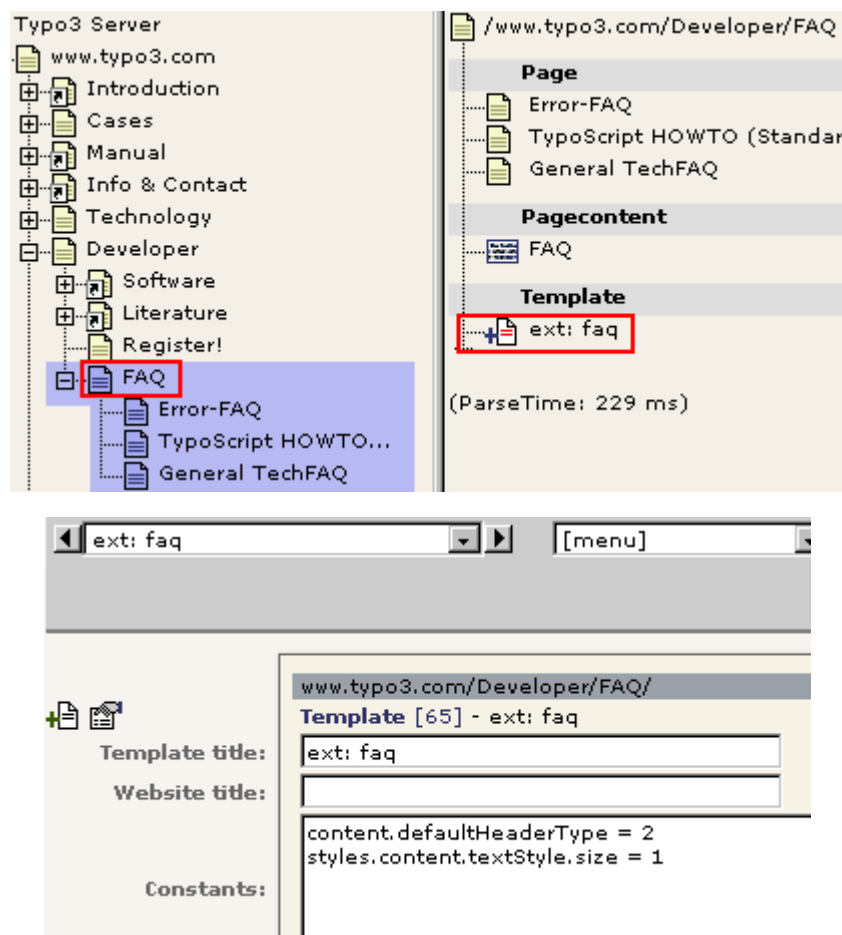 Typo3 Server
www.typo3.com
Introduction
Cases
Manual
Info & Contact
Technology
Developer
Software
Literature
Register!
FAQ
Error-FAQ
TypoScript HOWTO...
General TechFAQ
/www.typo3.com/Developer/FAQ
Page
Error-FAQ
TypoScript HOWTO (Standar
General TechFAQ
Pagecontent
FAQ
Template
ext: faq
(ParseTime: 229 ms)
ext: faq
[menu]
www.typo3.com/Developer/FAQ/
Template [65] - ext: faq
Template title:
ext: faq
Website title:
Constants:
content.defaultHeaderType = 2
styles.content.textStyle.size = 1